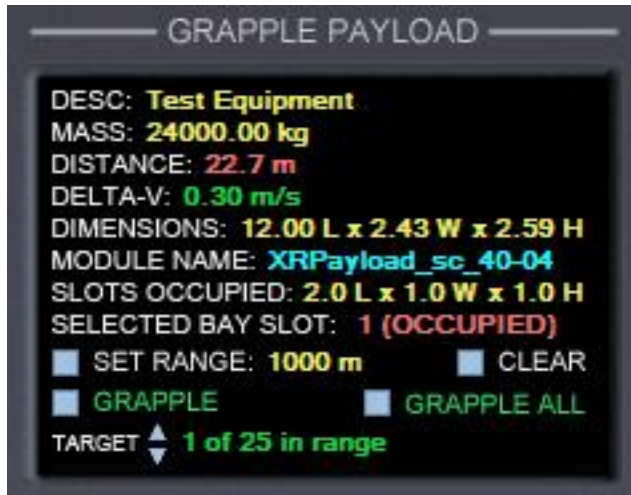 GRAPPLE PAYLOAD
DESC: Test Equipment
MASS: 24000.00 kg
DISTANCE: 22.7 m
DELTA-V: 0.30 m/s
DIMENSIONS: 12.00 L x 2.43 W x 2.59 H
MODULE NAME: XRPayload_sc_40-04
SLOTS OCCUPIED: 2.0 L x 1.0 W x 1.0 H
SELECTED BAY SLOT: 1 (OCCUPIED)
SET RANGE: 1000 m CLEAR
GRAPPLE GRAPPLE ALL
TARGET 1 of 25 in range